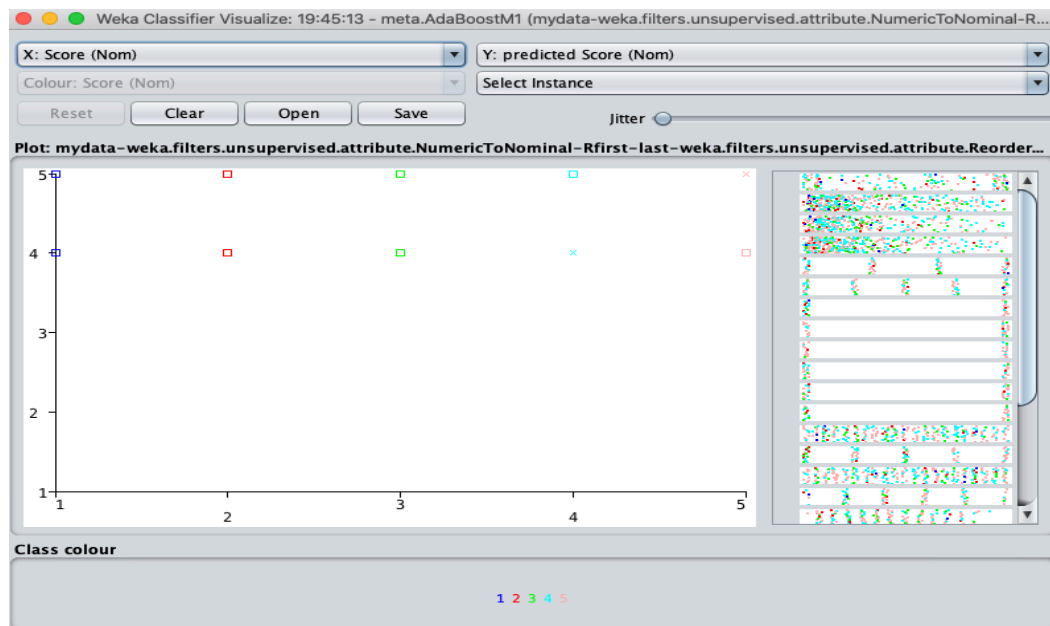 Weka Classifier Visualize: 19:45:13 - meta.AdaBoostM1 (mydata-weka.filters.unsupervised.attribute.NumericToNominal-R...
X: Score (Nom) Y: predicted Score (Nom)
Colour: Score (Nom) Select Instance
Reset Clear Open Save Jitter
Plot: mydata-weka.filters.unsupervised.attribute.NumericToNominal-Rfirst-last-weka.filters.unsupervised.attribute.Reorder...
5
4
3
2
1
1 2 3 4 5
Class colour
1 2 3 4 5